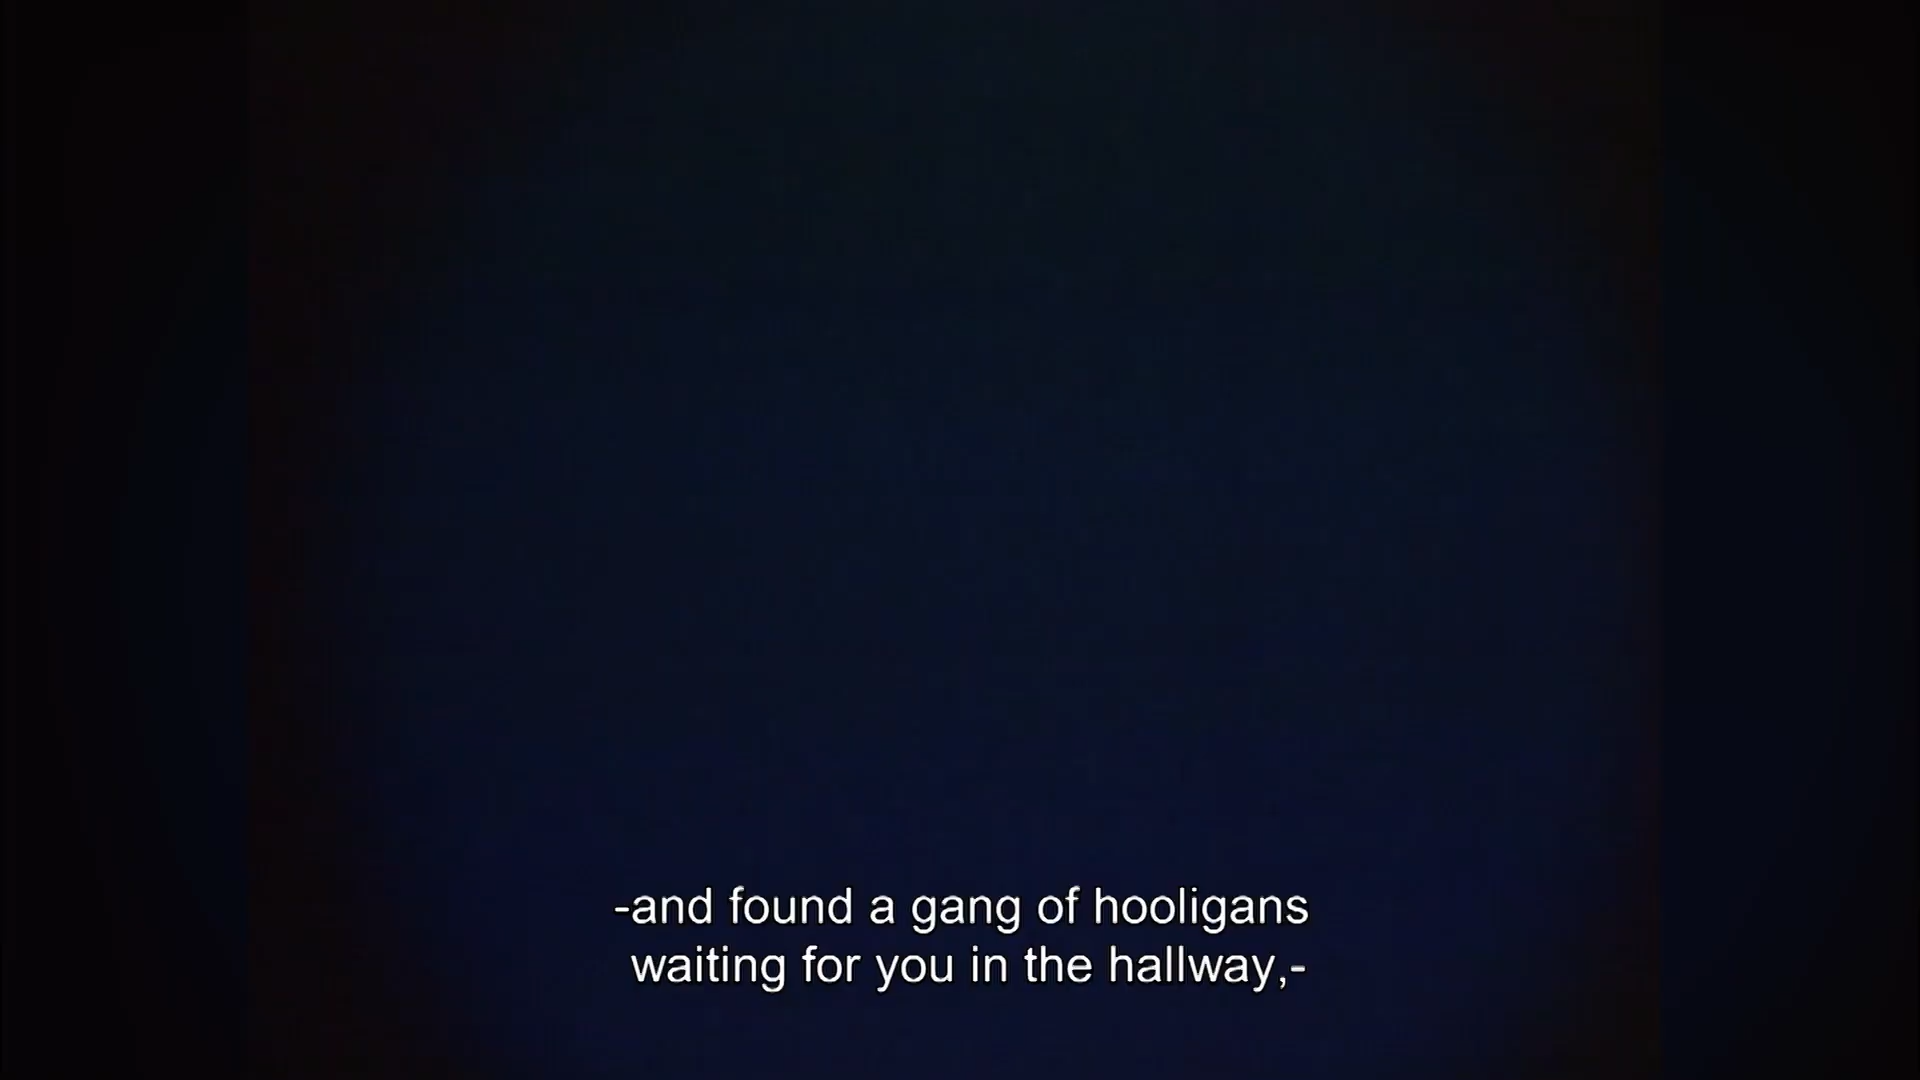 -and found a gang of hooligans
waiting for you in the hallway,-